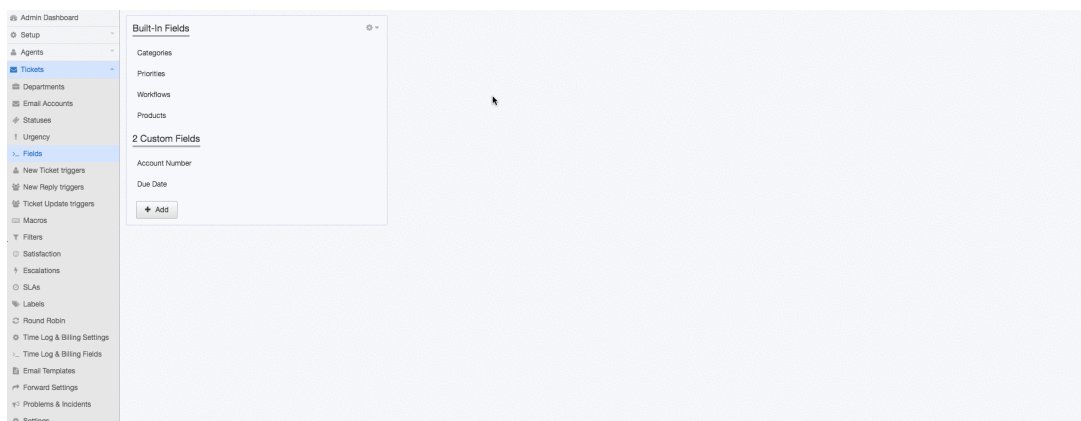 Admin Dashboard
Setup
Agents
Tickets
Departments
Email Accounts
Statuses
Urgency
Fields
New Ticket triggers
New Reply triggers
Ticket Update triggers
Macros
Filters
Satisfaction
Escalations
SLAs
Labels
Round Robin
Time Log & Billing Settings
Time Log & Billing Fields
Email Templates
Forward Settings
Problems & Incidents
Settings
Built-In Fields
Categories
Priorities
Workflows
Products
2 Custom Fields
Account Number
Due Date
+ Add